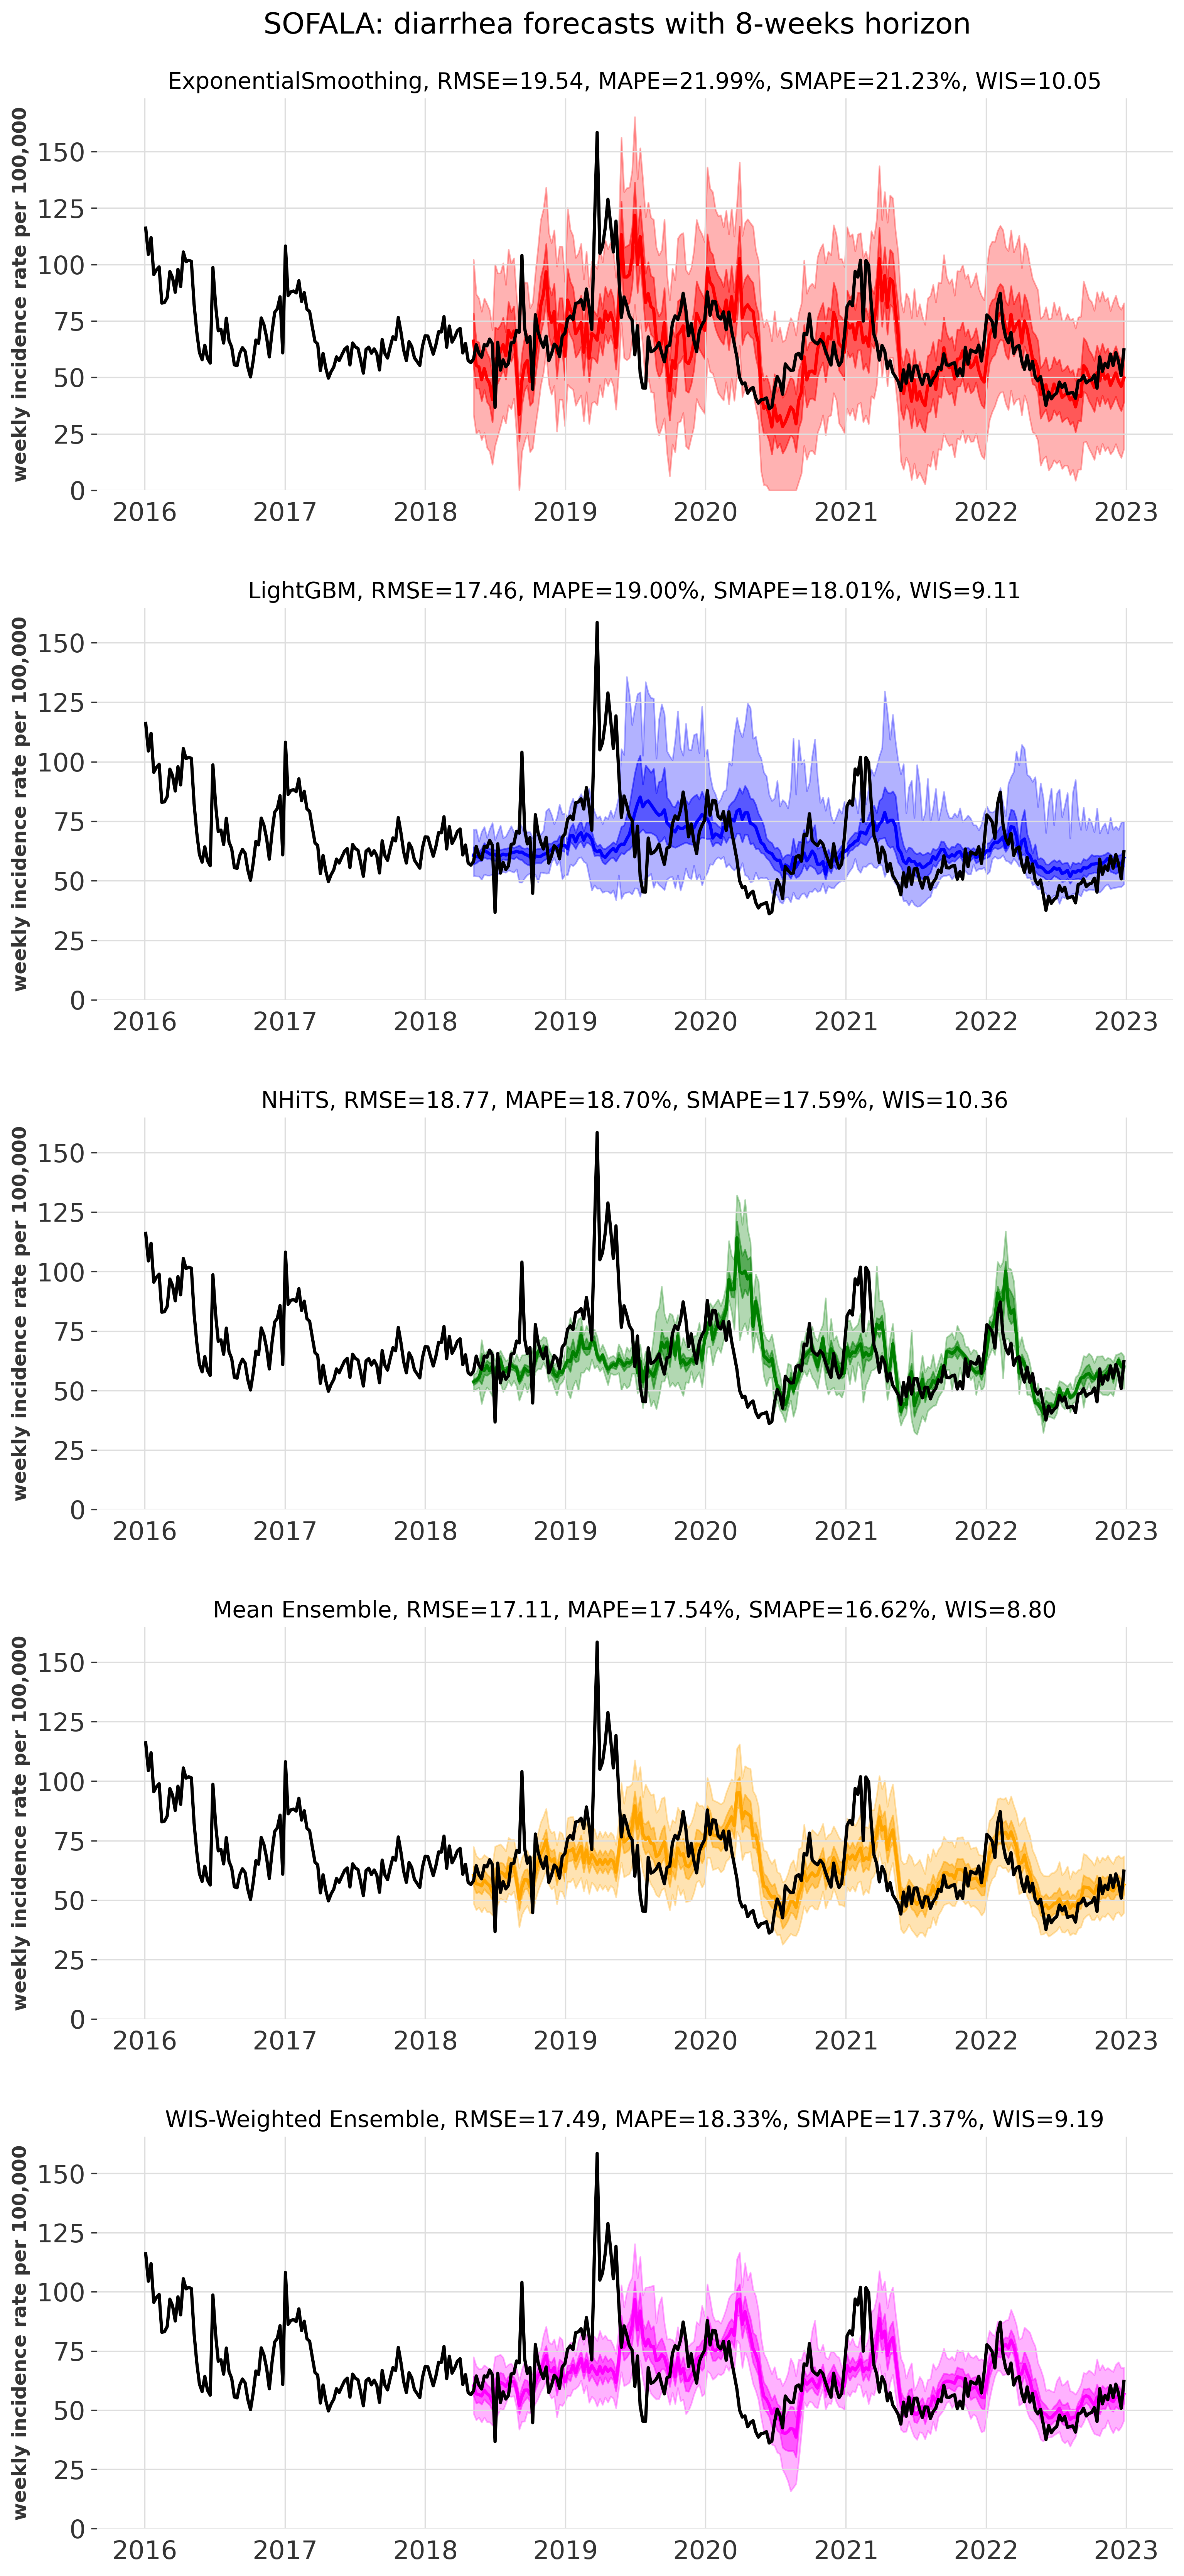 SOFALA: diarrhea forecasts with 8-weeks horizon
ExponentialSmoothing, RMSE=19.54, MAPE=21.99%, SMAPE=21.23%, WIS=10.05
weekly incidence rate per 100,000
150
125
100
75
50
25
0
2016 2017 2018 2019 2020 2021 2022 2023
LightGBM, RMSE=17.46, MAPE=19.00%, SMAPE=18.01%, WIS=9.11
weekly incidence rate per 100,000
150
125
100
75
50
25
0
2016 2017 2018 2019 2020 2021 2022 2023
NHiTS, RMSE=18.77, MAPE=18.70%, SMAPE=17.59%, WIS=10.36
weekly incidence rate per 100,000
150
125
100
75
50
25
0
2016 2017 2018 2019 2020 2021 2022 2023
Mean Ensemble, RMSE=17.11, MAPE=17.54%, SMAPE=16.62%, WIS=8.80
weekly incidence rate per 100,000
150
125
100
75
50
25
0
2016 2017 2018 2019 2020 2021 2022 2023
WIS-Weighted Ensemble, RMSE=17.49, MAPE=18.33%, SMAPE=17.37%, WIS=9.19
weekly incidence rate per 100,000
150
125
100
75
50
25
0
2016 2017 2018 2019 2020 2021 2022 2023